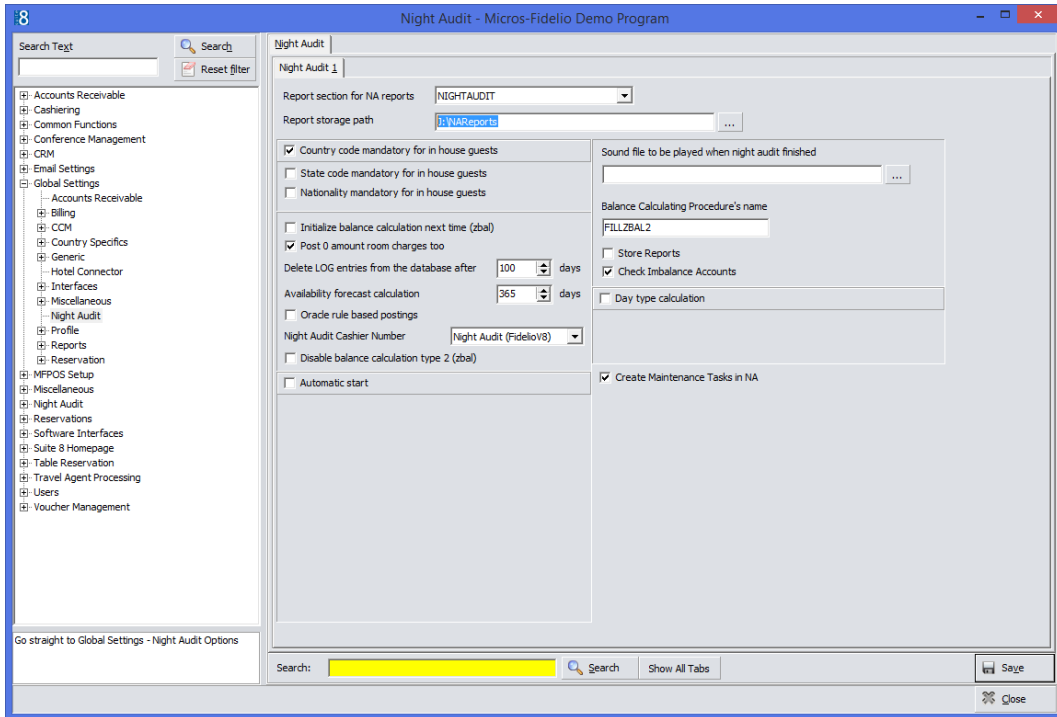 8
Night Audit - Micros-Fidelio Demo Program
Search Text
Search
Reset filter
Accounts Receivable
Cashiering
Common Functions
Conference Management
CRM
Email Settings
Global Settings
Accounts Receivable
Billing
CCM
Country Specifics
Generic
Hotel Connector
Interfaces
Miscellaneous
Night Audit
Profile
Reports
Reservation
MFPOS Setup
Miscellaneous
Night Audit
Reservations
Software Interfaces
Suite 8 Homepage
Table Reservation
Travel Agent Processing
Users
Voucher Management
Go straight to Global Settings - Night Audit Options
Night Audit
Night Audit 1
Report section for NA reports NIGHTAUDIT
Report storage path J:\NAReports ...
Country code mandatory for in house guests
State code mandatory for in house guests
Nationality mandatory for in house guests
Initialize balance calculation next time (zbal)
Post 0 amount room charges too
Delete LOG entries from the database after 100 days
Availability forecast calculation 365 days
Oracle rule based postings
Night Audit Cashier Number Night Audit (FidelioV8)
Disable balance calculation type 2 (zbal)
Automatic start
Sound file to be played when night audit finished
...
Balance Calculating Procedure's name
FILLZBAL2
Store Reports
Check Imbalance Accounts
Day type calculation
Create Maintenance Tasks in NA
Search: Search Show All Tabs
Save
Close